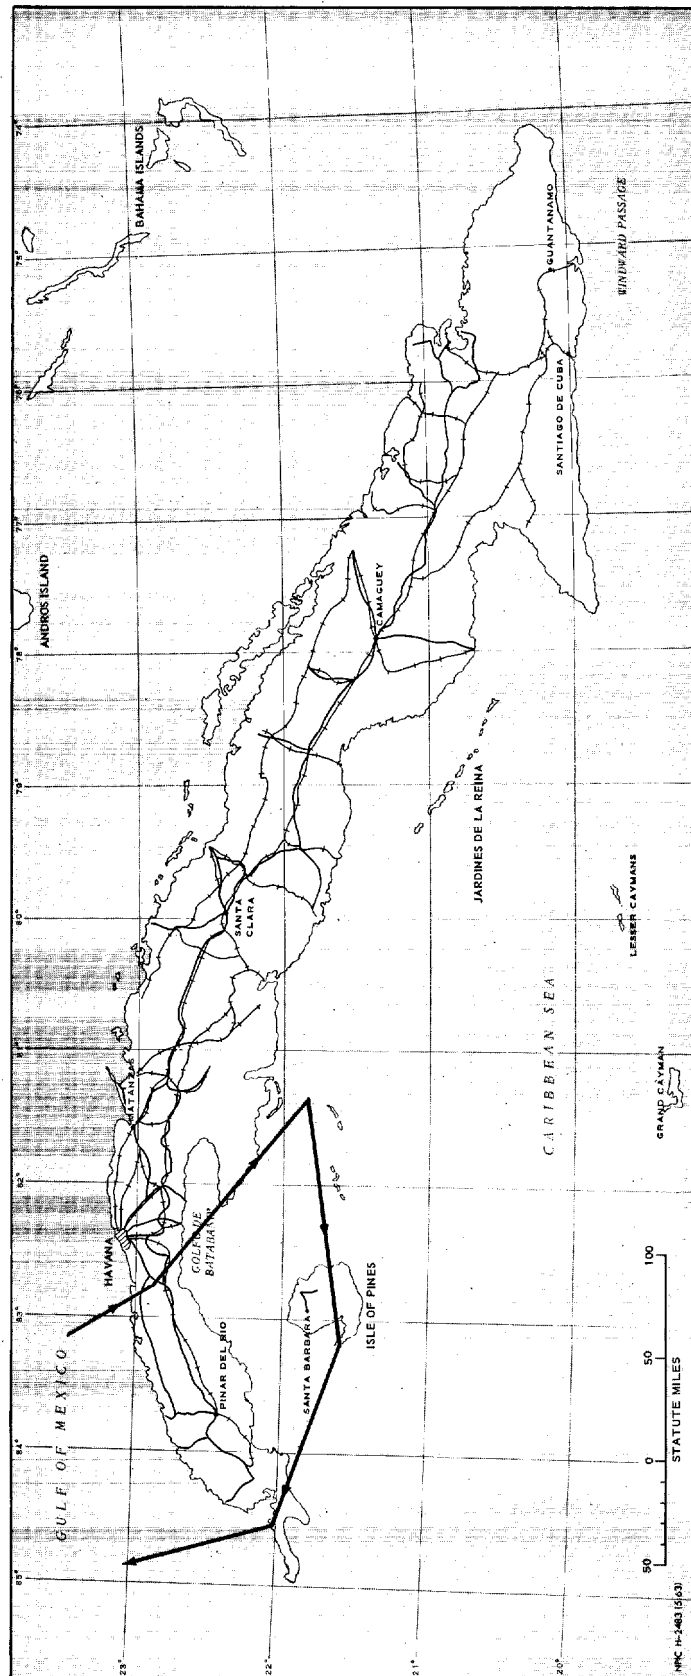 85°
84°
83°
82°
81°
80°
79°
78°
77°
76°
75°
74°
23°
22°
21°
20°
GULF OF MEXICO
HAVANA
MATANZAS
ANDROS ISLAND
BAHAMA ISLANDS
PINAR DEL RIO
GOLFO DE
BATABANO
SANTA BARBARA
ISLE OF PINES
SANTA
CLARA
CAMAGUEY
JARDINES DE LA REINA
CARIBBEAN SEA
LESSER CAYMANS
GRAND CAYMAN
SANTIAGO DE CUBA
GUANTANAMO
WINDWARD PASSAGE
50 0 50 100
STATUTE MILES
NPIC H-2483 (5/63)